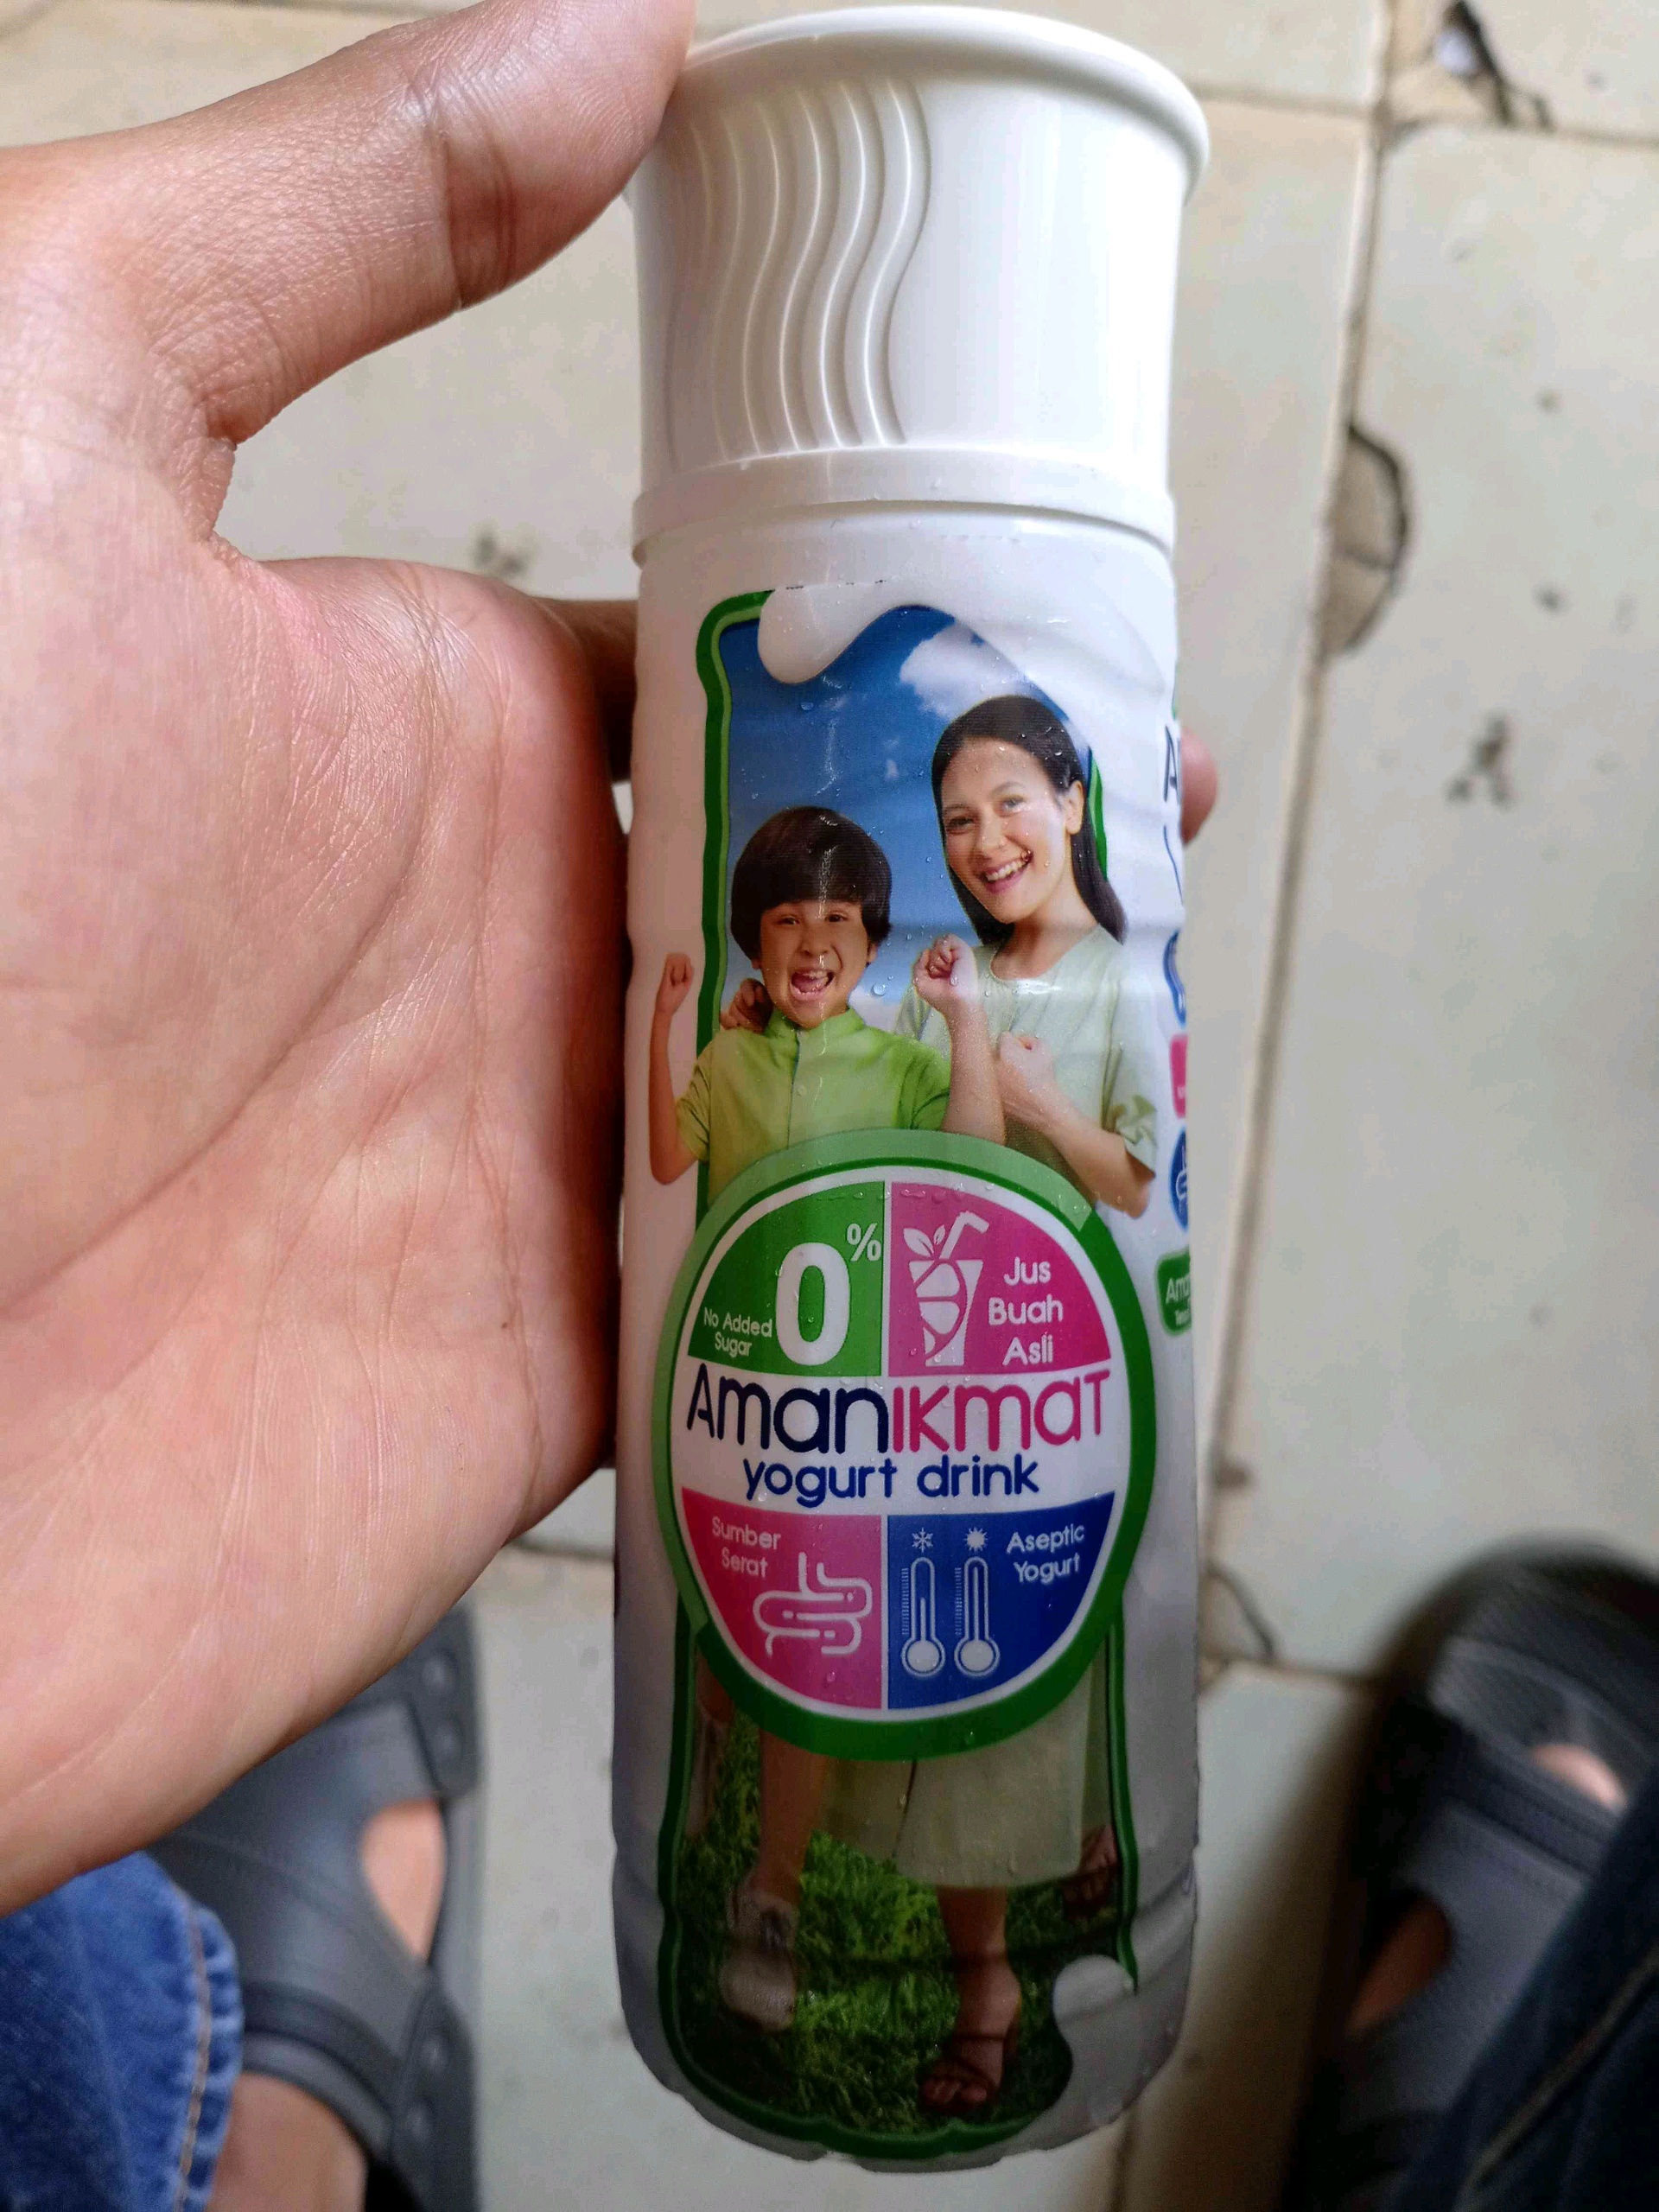 0%
No Added
Sugar
Jus
Buah
Asli
Amanikmat
yogurt drink
Sumber
Serat
Aseptic
Yogurt